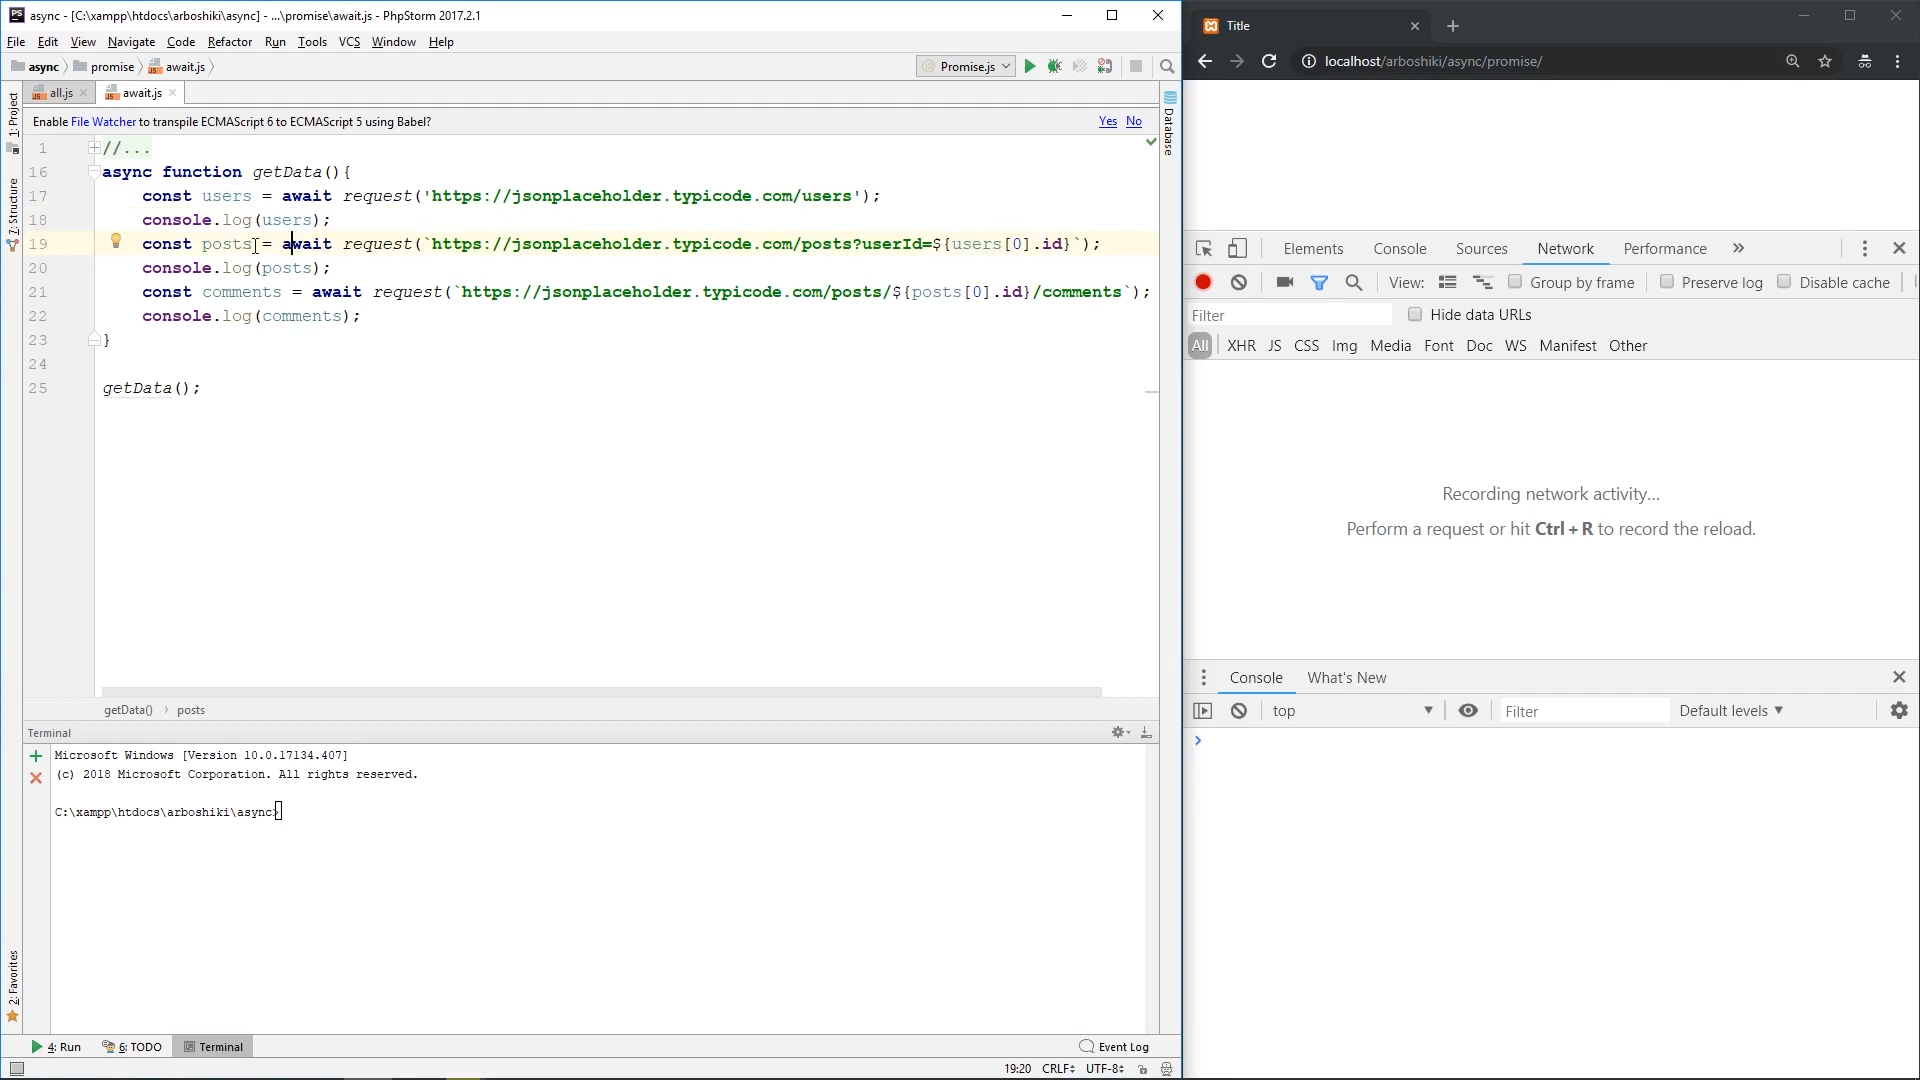 async - [C:\xampp\htdocs\arboshiki\async] - ...\promise\await.js - PhpStorm 2017.2.1
File Edit View Navigate Code Refactor Run Tools VCS Window Help
async promise await.js
Promise.js
1: Project
7: Structure
2: Favorites
all.js
await.js
Enable File Watcher to transpile ECMAScript 6 to ECMAScript 5 using Babel?
Yes No
1 //...
16 async function getData(){
17 const users = await request('https://jsonplaceholder.typicode.com/users');
18 console.log(users);
19 const posts = await request(`https://jsonplaceholder.typicode.com/posts?userId=${users[0].id}`);
20 console.log(posts);
21 const comments = await request(`https://jsonplaceholder.typicode.com/posts/${posts[0].id}/comments`);
22 console.log(comments);
23 }
24
25 getData();
Database
getData() › posts
Terminal
Microsoft Windows [Version 10.0.17134.407]
(c) 2018 Microsoft Corporation. All rights reserved.
C:\xampp\htdocs\arboshiki\async>
4: Run 6: TODO Terminal
Event Log
19:20 CRLF UTF-8
Title
localhost/arboshiki/async/promise/
Elements Console Sources Network Performance »
View: Group by frame Preserve log Disable cache
Filter Hide data URLs
All XHR JS CSS Img Media Font Doc WS Manifest Other
Recording network activity...
Perform a request or hit Ctrl + R to record the reload.
Console What's New
top Filter Default levels ▼